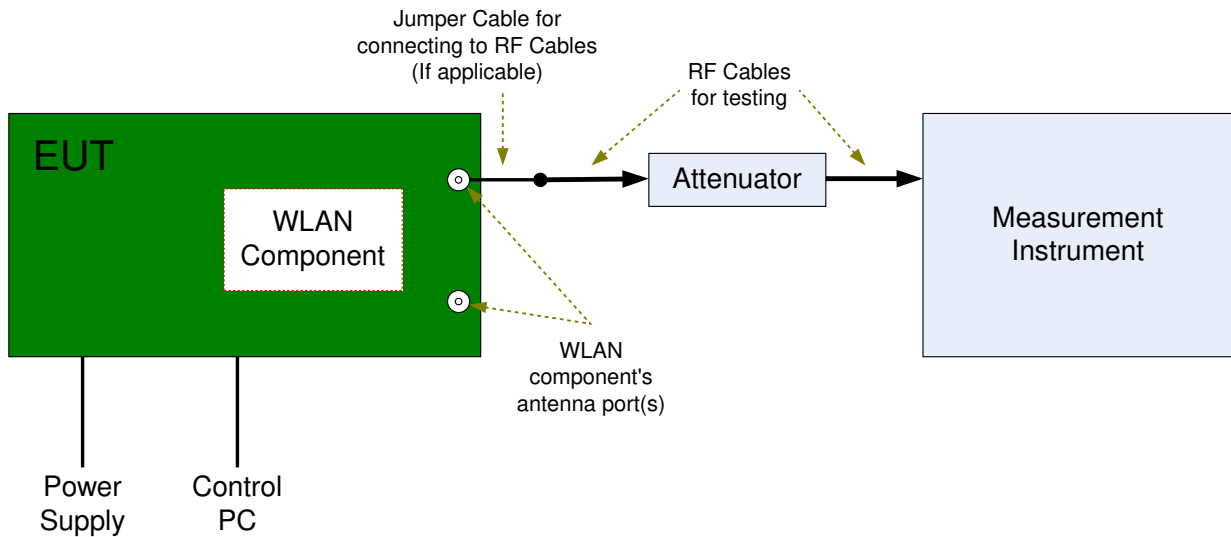 Jumper Cable for
connecting to RF Cables
(If applicable)
RF Cables
for testing
EUT
WLAN
Component
Attenuator
Measurement
Instrument
WLAN
component's
antenna port(s)
Power
Supply
Control
PC